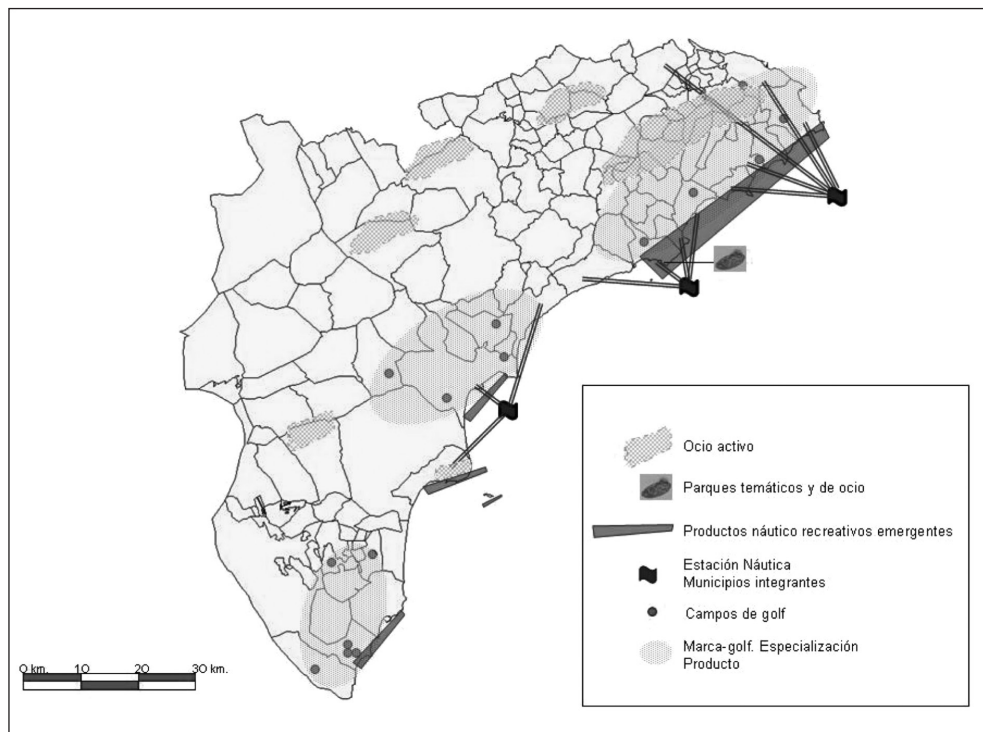 Ocio activo
Parques temáticos y de ocio
Productos náutico recreativos emergentes
Estación Náutica
Municipios integrantes
Campos de golf
Marca-golf. Especialización
Producto
0 km. 10 20 30 km.